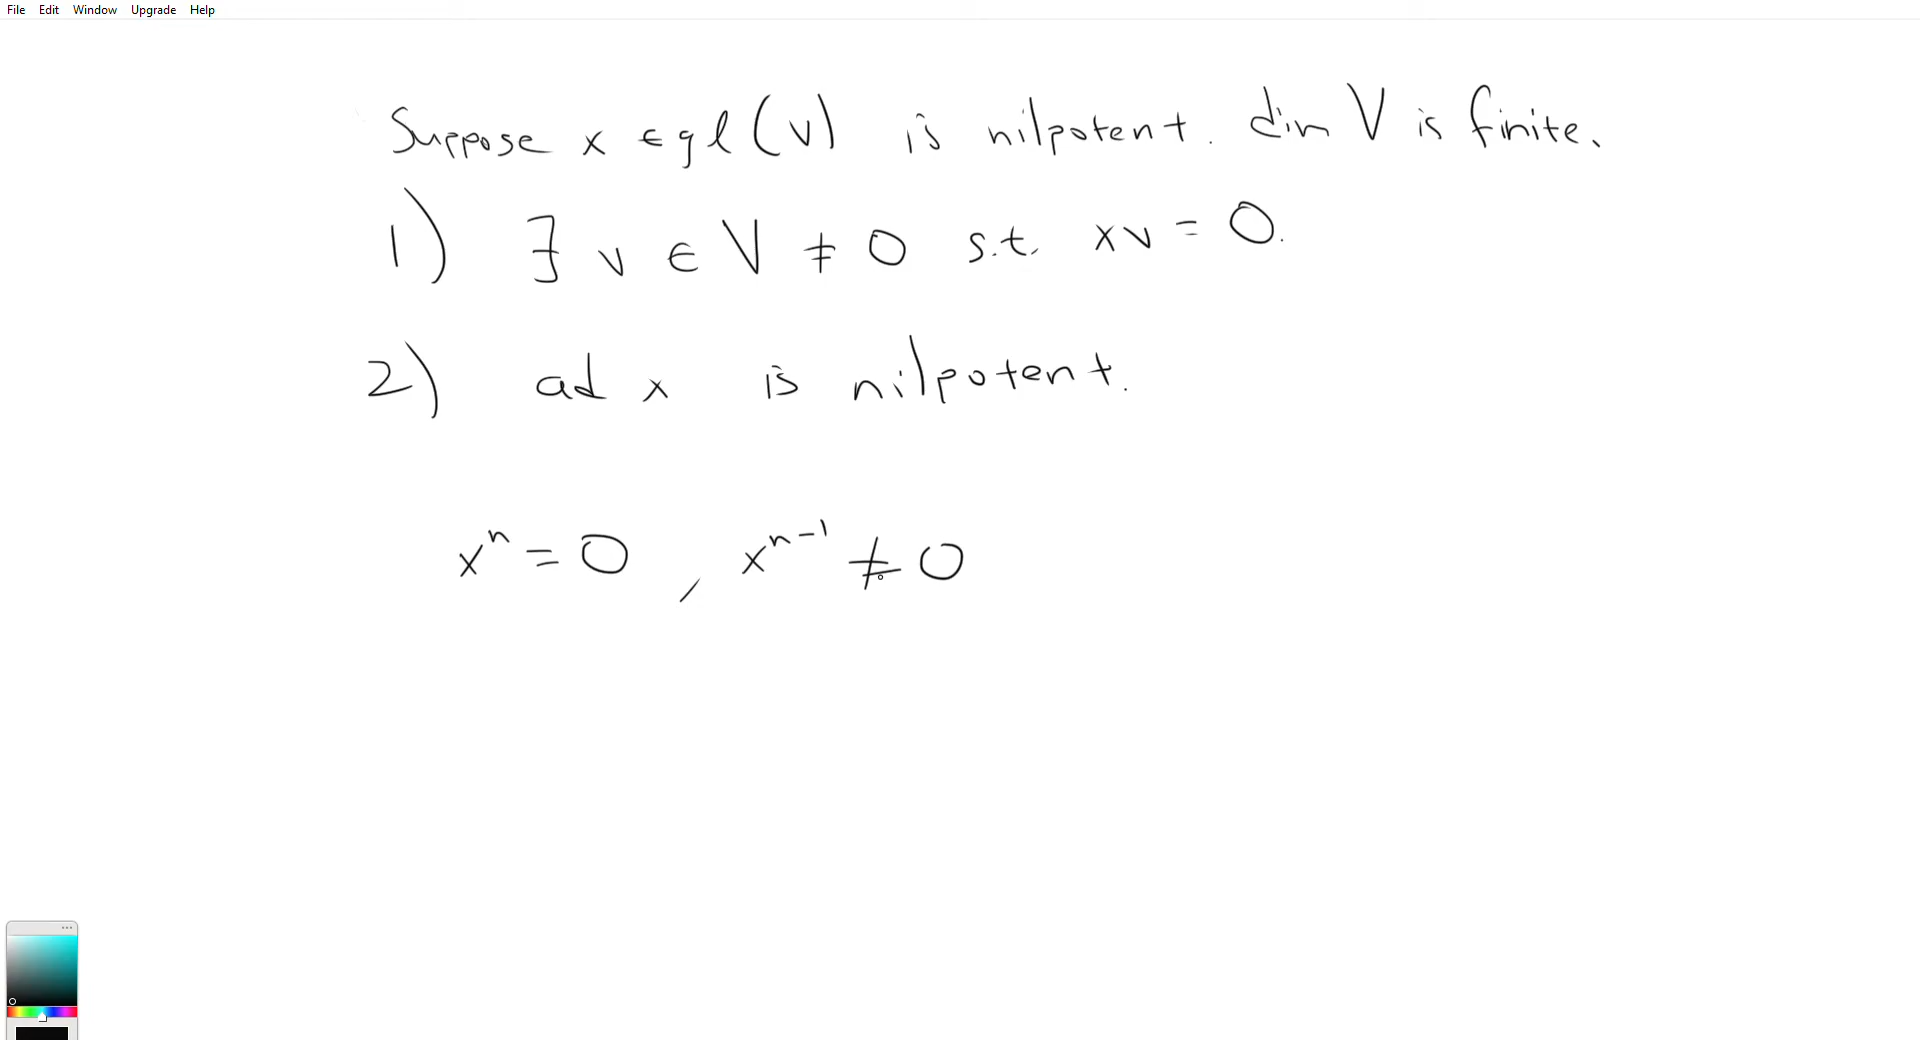 File Edit Window Upgrade Help
Suppose x ∈ gl(V) is nilpotent. dim V is finite.
1) ∃ v ∈ V ≠ 0 s.t. xv = 0.
2) ad x is nilpotent.
xⁿ = 0, xⁿ⁻¹ ≠ 0